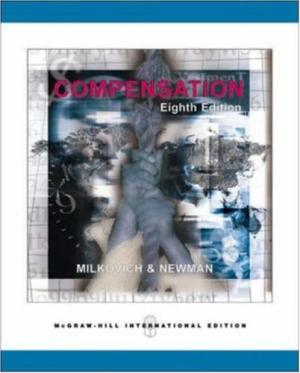 COMPENSATION
Eighth Edition
MILKOVICH & NEWMAN
McGRAW-HILL INTERNATIONAL EDITION